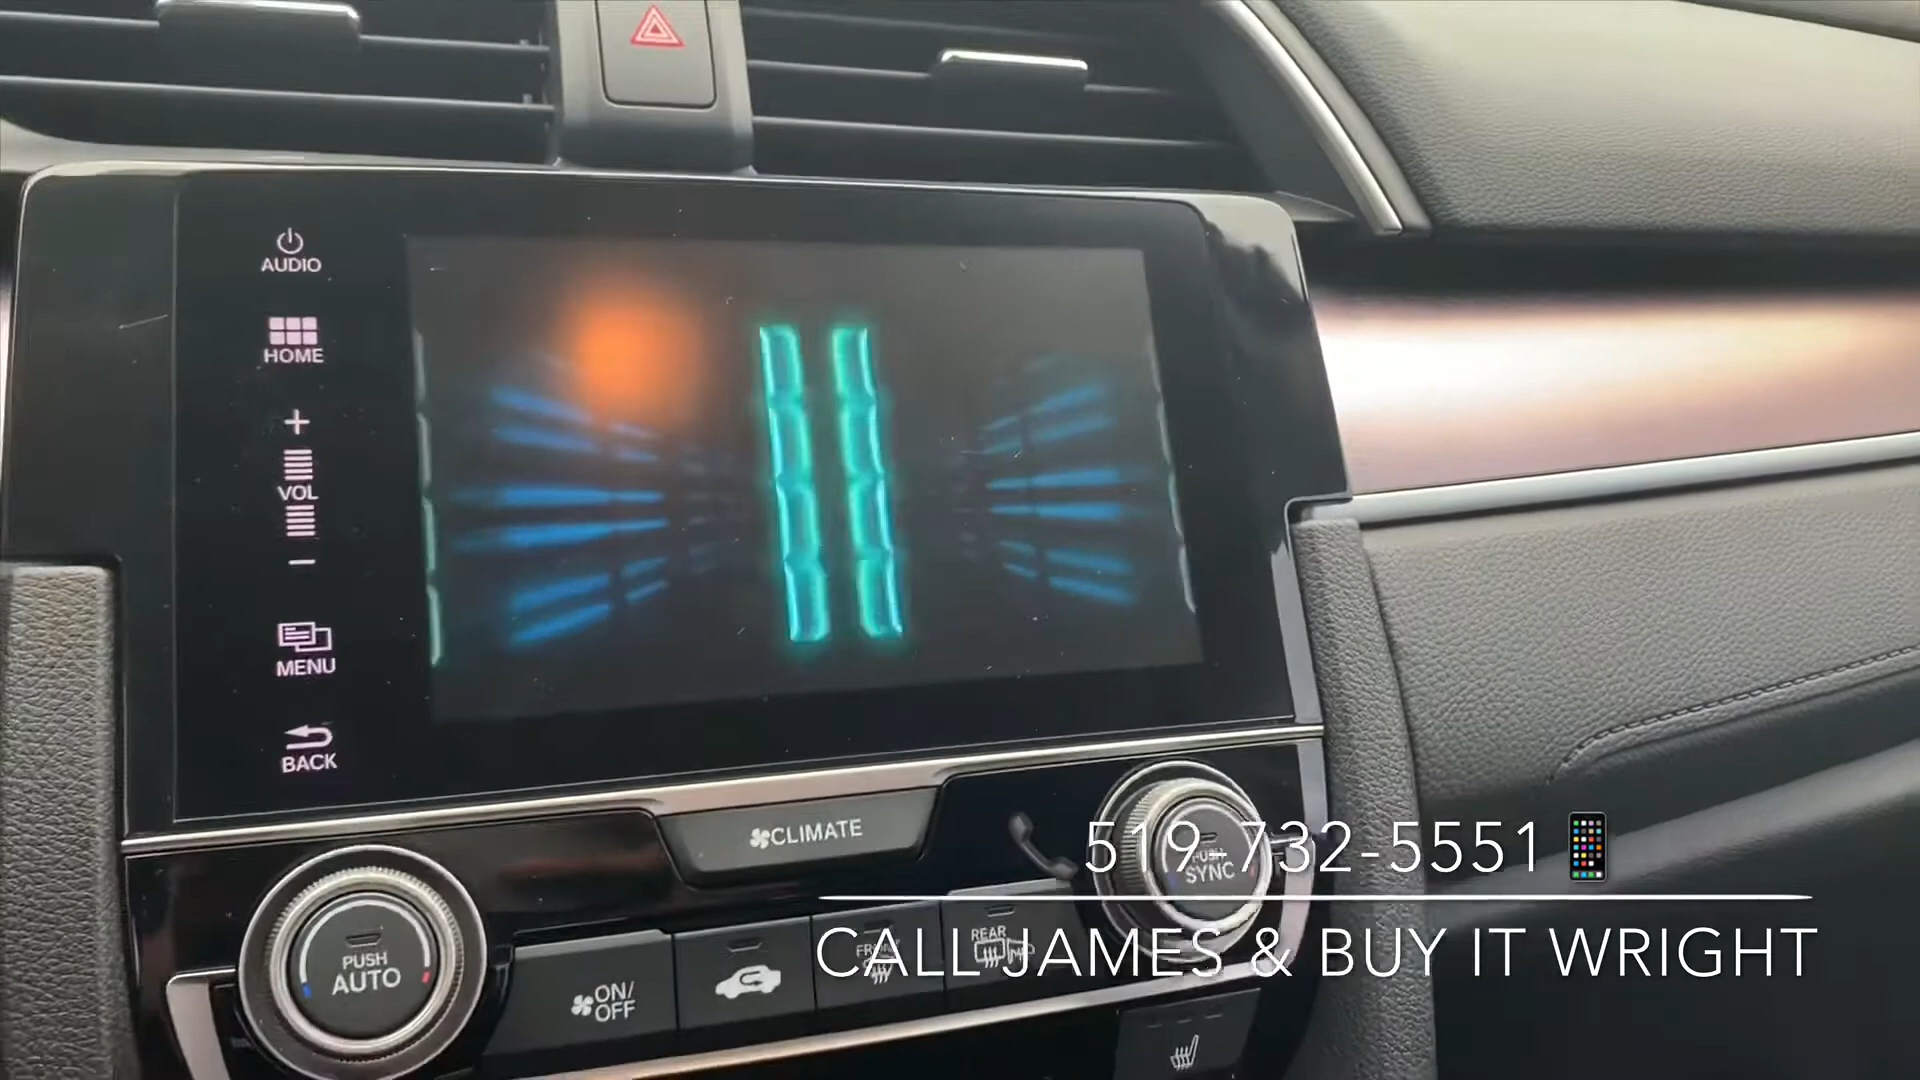 AUDIO
HOME
+
VOL
−
MENU
BACK
CLIMATE
PUSH
AUTO
ON/
OFF
FRONT
REAR
PUSH
SYNC
519 732-5551
CALL JAMES & BUY IT WRIGHT